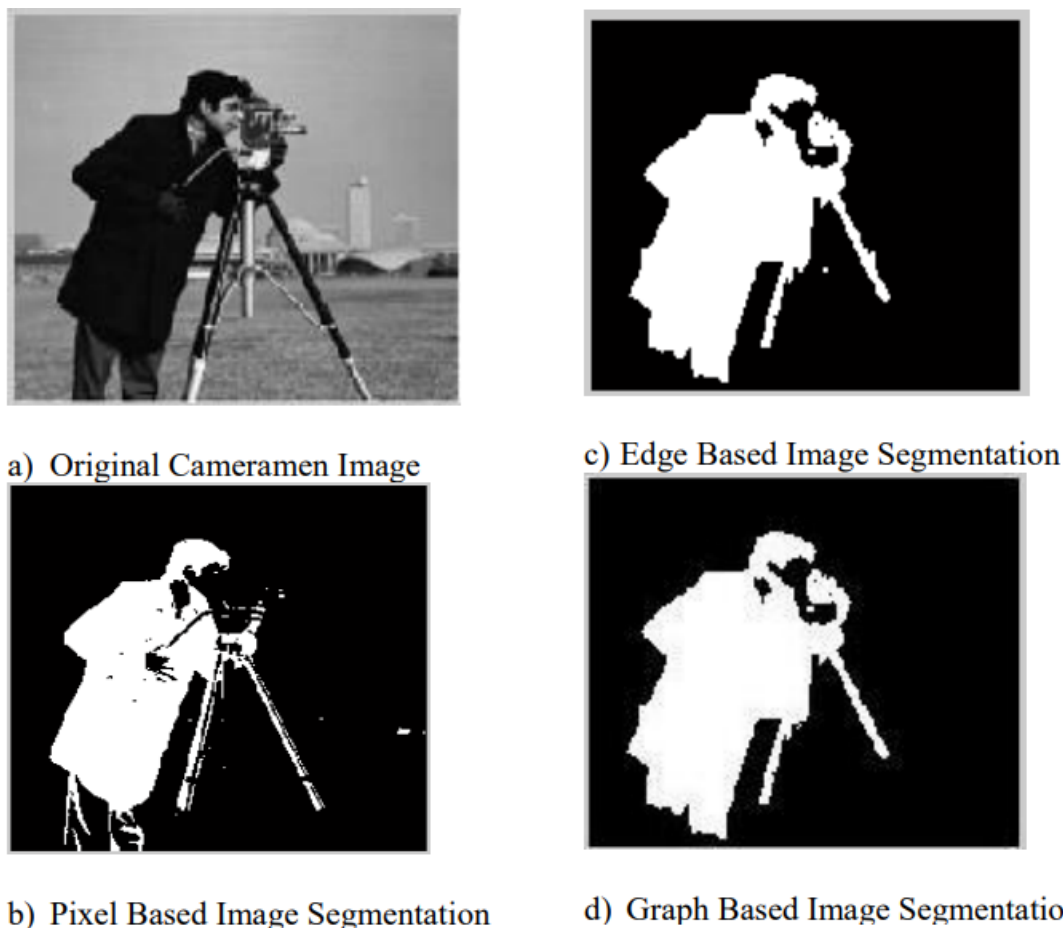 a) Original Cameramen Image
c) Edge Based Image Segmentation
b) Pixel Based Image Segmentation
d) Graph Based Image Segmentatio